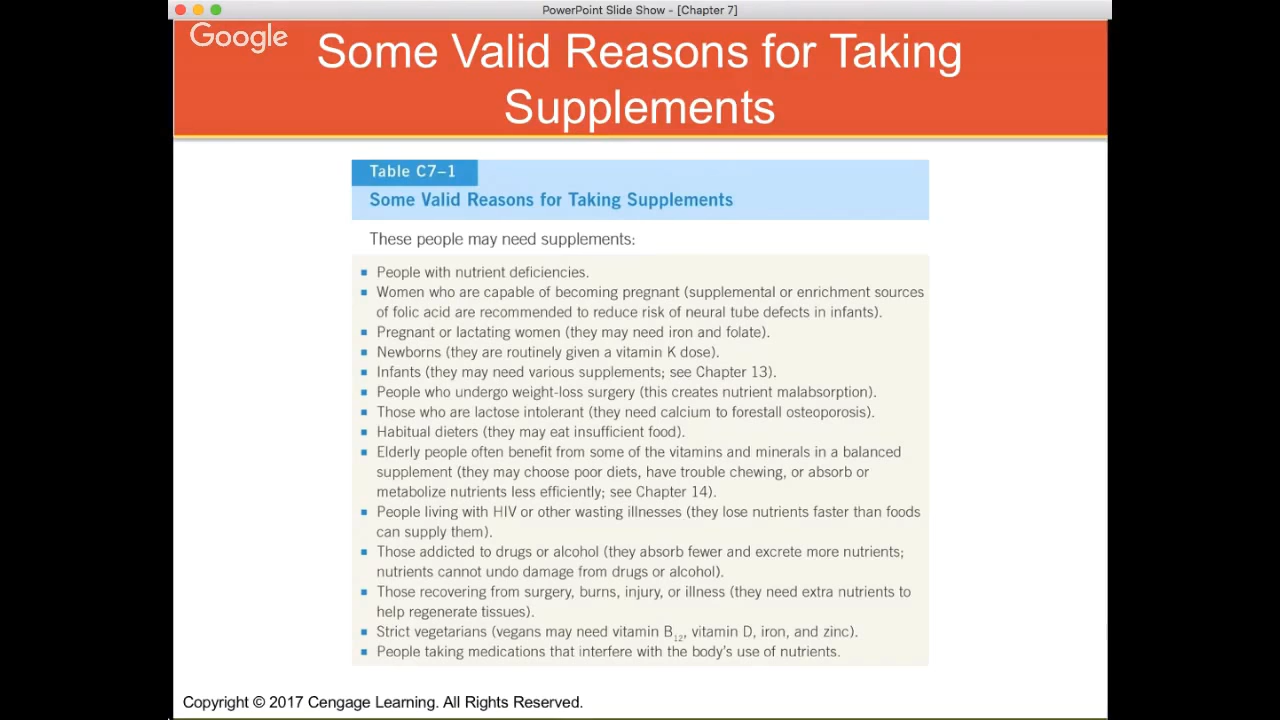 PowerPoint Slide Show - [Chapter 7]
Google
Some Valid Reasons for Taking
Supplements
Table C7–1
Some Valid Reasons for Taking Supplements
These people may need supplements:
▪ People with nutrient deficiencies.
▪ Women who are capable of becoming pregnant (supplemental or enrichment sources
of folic acid are recommended to reduce risk of neural tube defects in infants).
▪ Pregnant or lactating women (they may need iron and folate).
▪ Newborns (they are routinely given a vitamin K dose).
▪ Infants (they may need various supplements; see Chapter 13).
▪ People who undergo weight-loss surgery (this creates nutrient malabsorption).
▪ Those who are lactose intolerant (they need calcium to forestall osteoporosis).
▪ Habitual dieters (they may eat insufficient food).
▪ Elderly people often benefit from some of the vitamins and minerals in a balanced
supplement (they may choose poor diets, have trouble chewing, or absorb or
metabolize nutrients less efficiently; see Chapter 14).
▪ People living with HIV or other wasting illnesses (they lose nutrients faster than foods
can supply them).
▪ Those addicted to drugs or alcohol (they absorb fewer and excrete more nutrients;
nutrients cannot undo damage from drugs or alcohol).
▪ Those recovering from surgery, burns, injury, or illness (they need extra nutrients to
help regenerate tissues).
▪ Strict vegetarians (vegans may need vitamin B₁₂, vitamin D, iron, and zinc).
▪ People taking medications that interfere with the body's use of nutrients.
Copyright © 2017 Cengage Learning. All Rights Reserved.